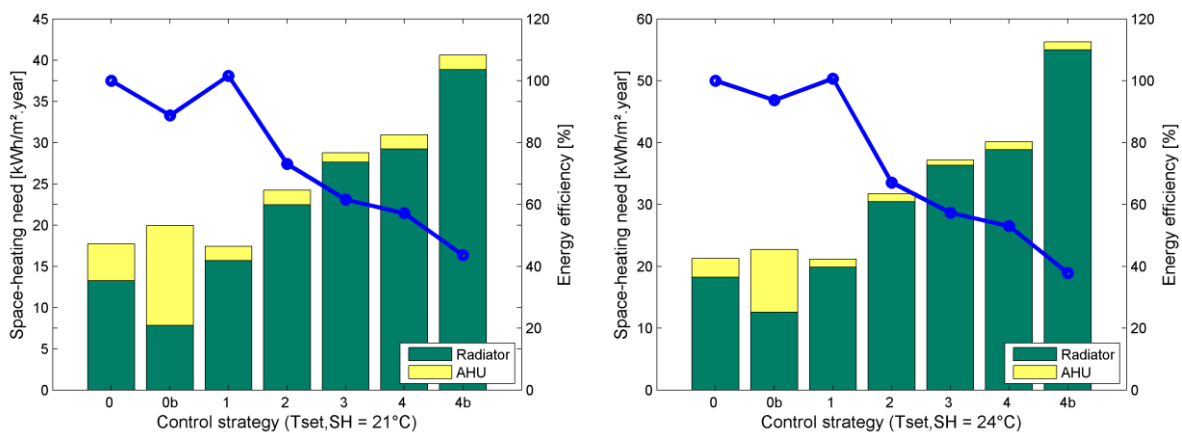 45
40
35
30
25
20
15
10
5
0
Space-heating need [kWh/m².year]
120
100
80
60
40
20
0
Energy efficiency [%]
Radiator
AHU
0 0b 1 2 3 4 4b
Control strategy (Tset,SH = 21°C)
60
50
40
30
20
10
0
Space-heating need [kWh/m².year]
120
100
80
60
40
20
0
Energy efficiency [%]
Radiator
AHU
0 0b 1 2 3 4 4b
Control strategy (Tset,SH = 24°C)